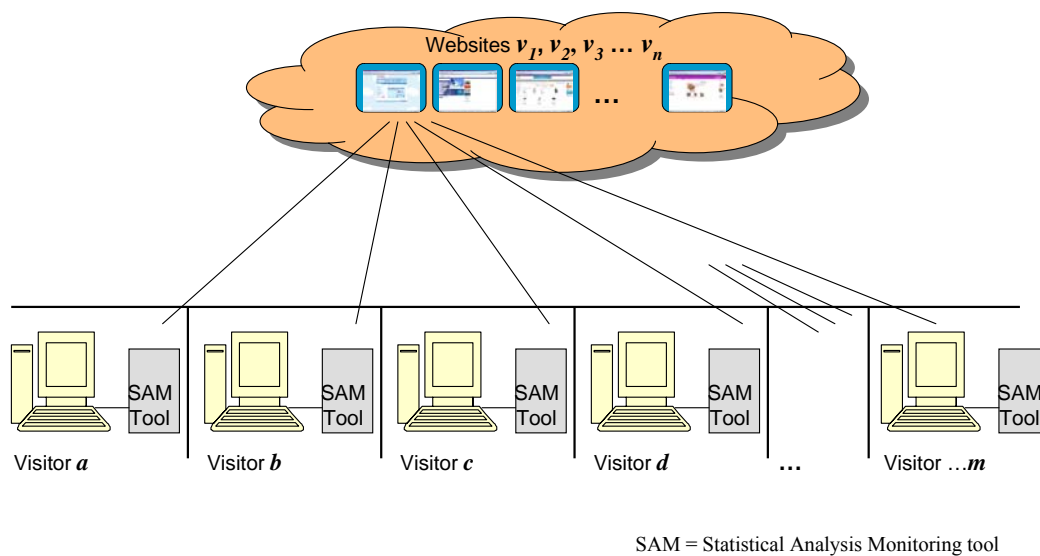 Websites v1, v2, v3 … vn
...
SAM
Tool
SAM
Tool
SAM
Tool
SAM
Tool
SAM
Tool
Visitor a
Visitor b
Visitor c
Visitor d
...
Visitor …m
SAM = Statistical Analysis Monitoring tool